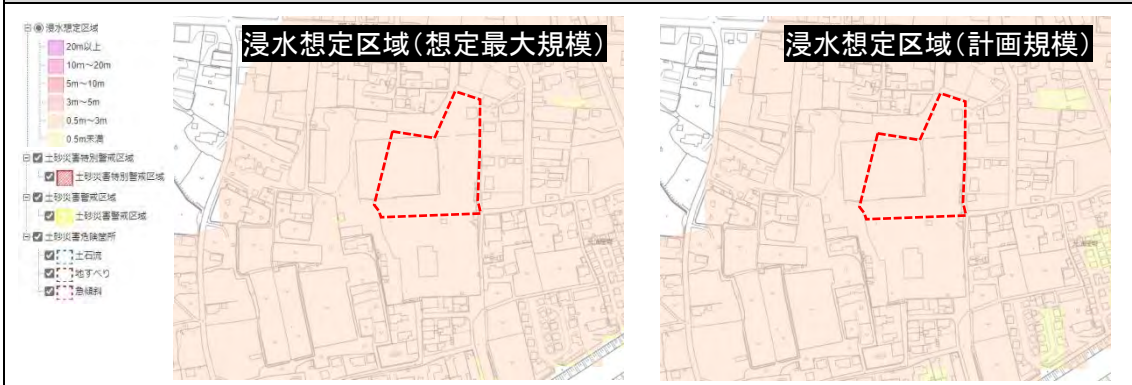 浸水想定区域
20m以上
10m～20m
5m～10m
3m～5m
0.5m～3m
0.5m未満
土砂災害特別警戒区域
土砂災害特別警戒区域
土砂災害警戒区域
土砂災害警戒区域
土砂災害危険箇所
土石流
地すべり
急傾斜
浸水想定区域（想定最大規模）
浸水想定区域（計画規模）